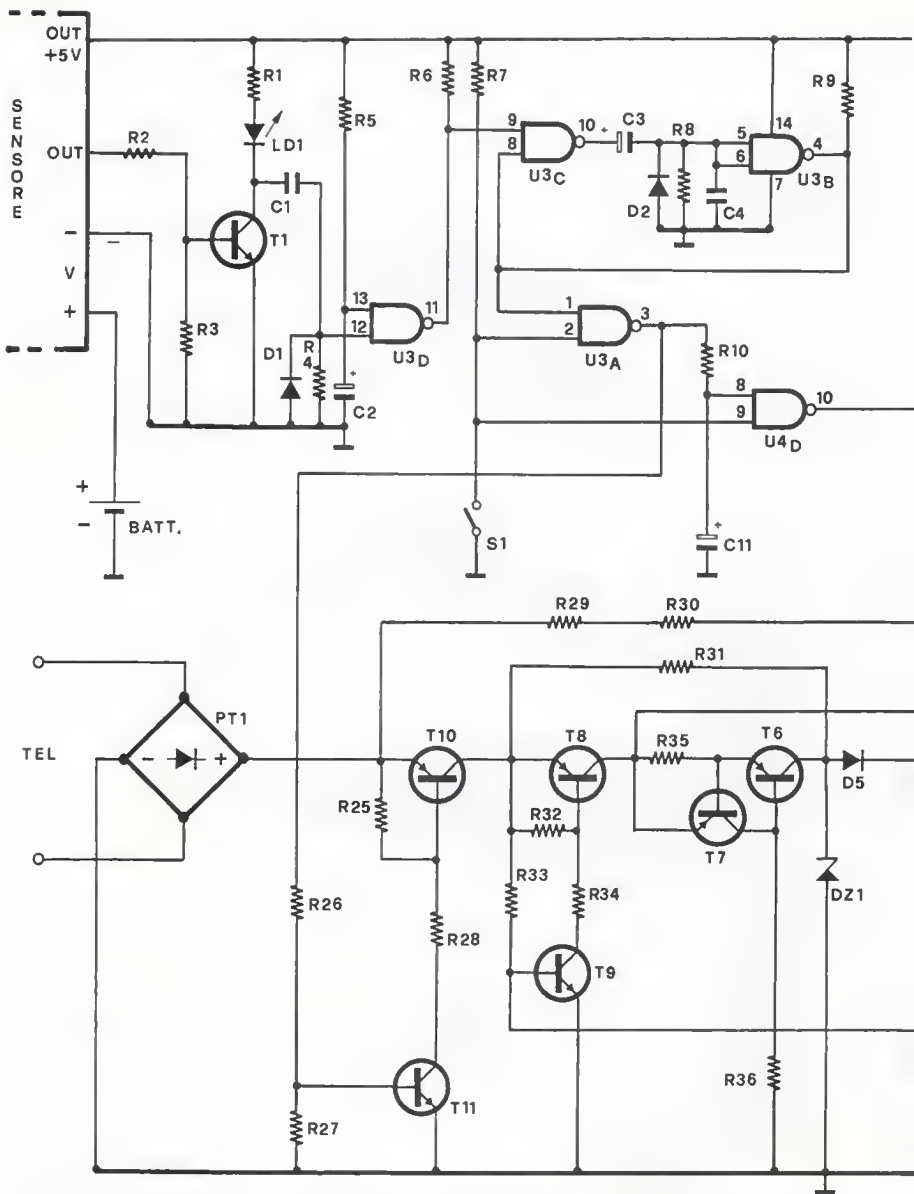 OUT
+5V
SENSORE
OUT
R2
R1
LD1
C1
T1
R3
-
-
V
+
+
-
BATT.
R5
R6
R7
D1
R4
C2
13
12
11
U3D
9
8
10
U3C
+
C3
D2
R8
C4
5
6
14
4
7
U3B
R9
1
2
3
U3A
R10
8
9
10
U4D
S1
+
C11
+
TEL
PT1
-
+
R29
R30
R31
T10
T8
T6
R35
D5
R25
R32
T7
R33
R34
DZ1
R26
R28
T9
R36
T11
R27